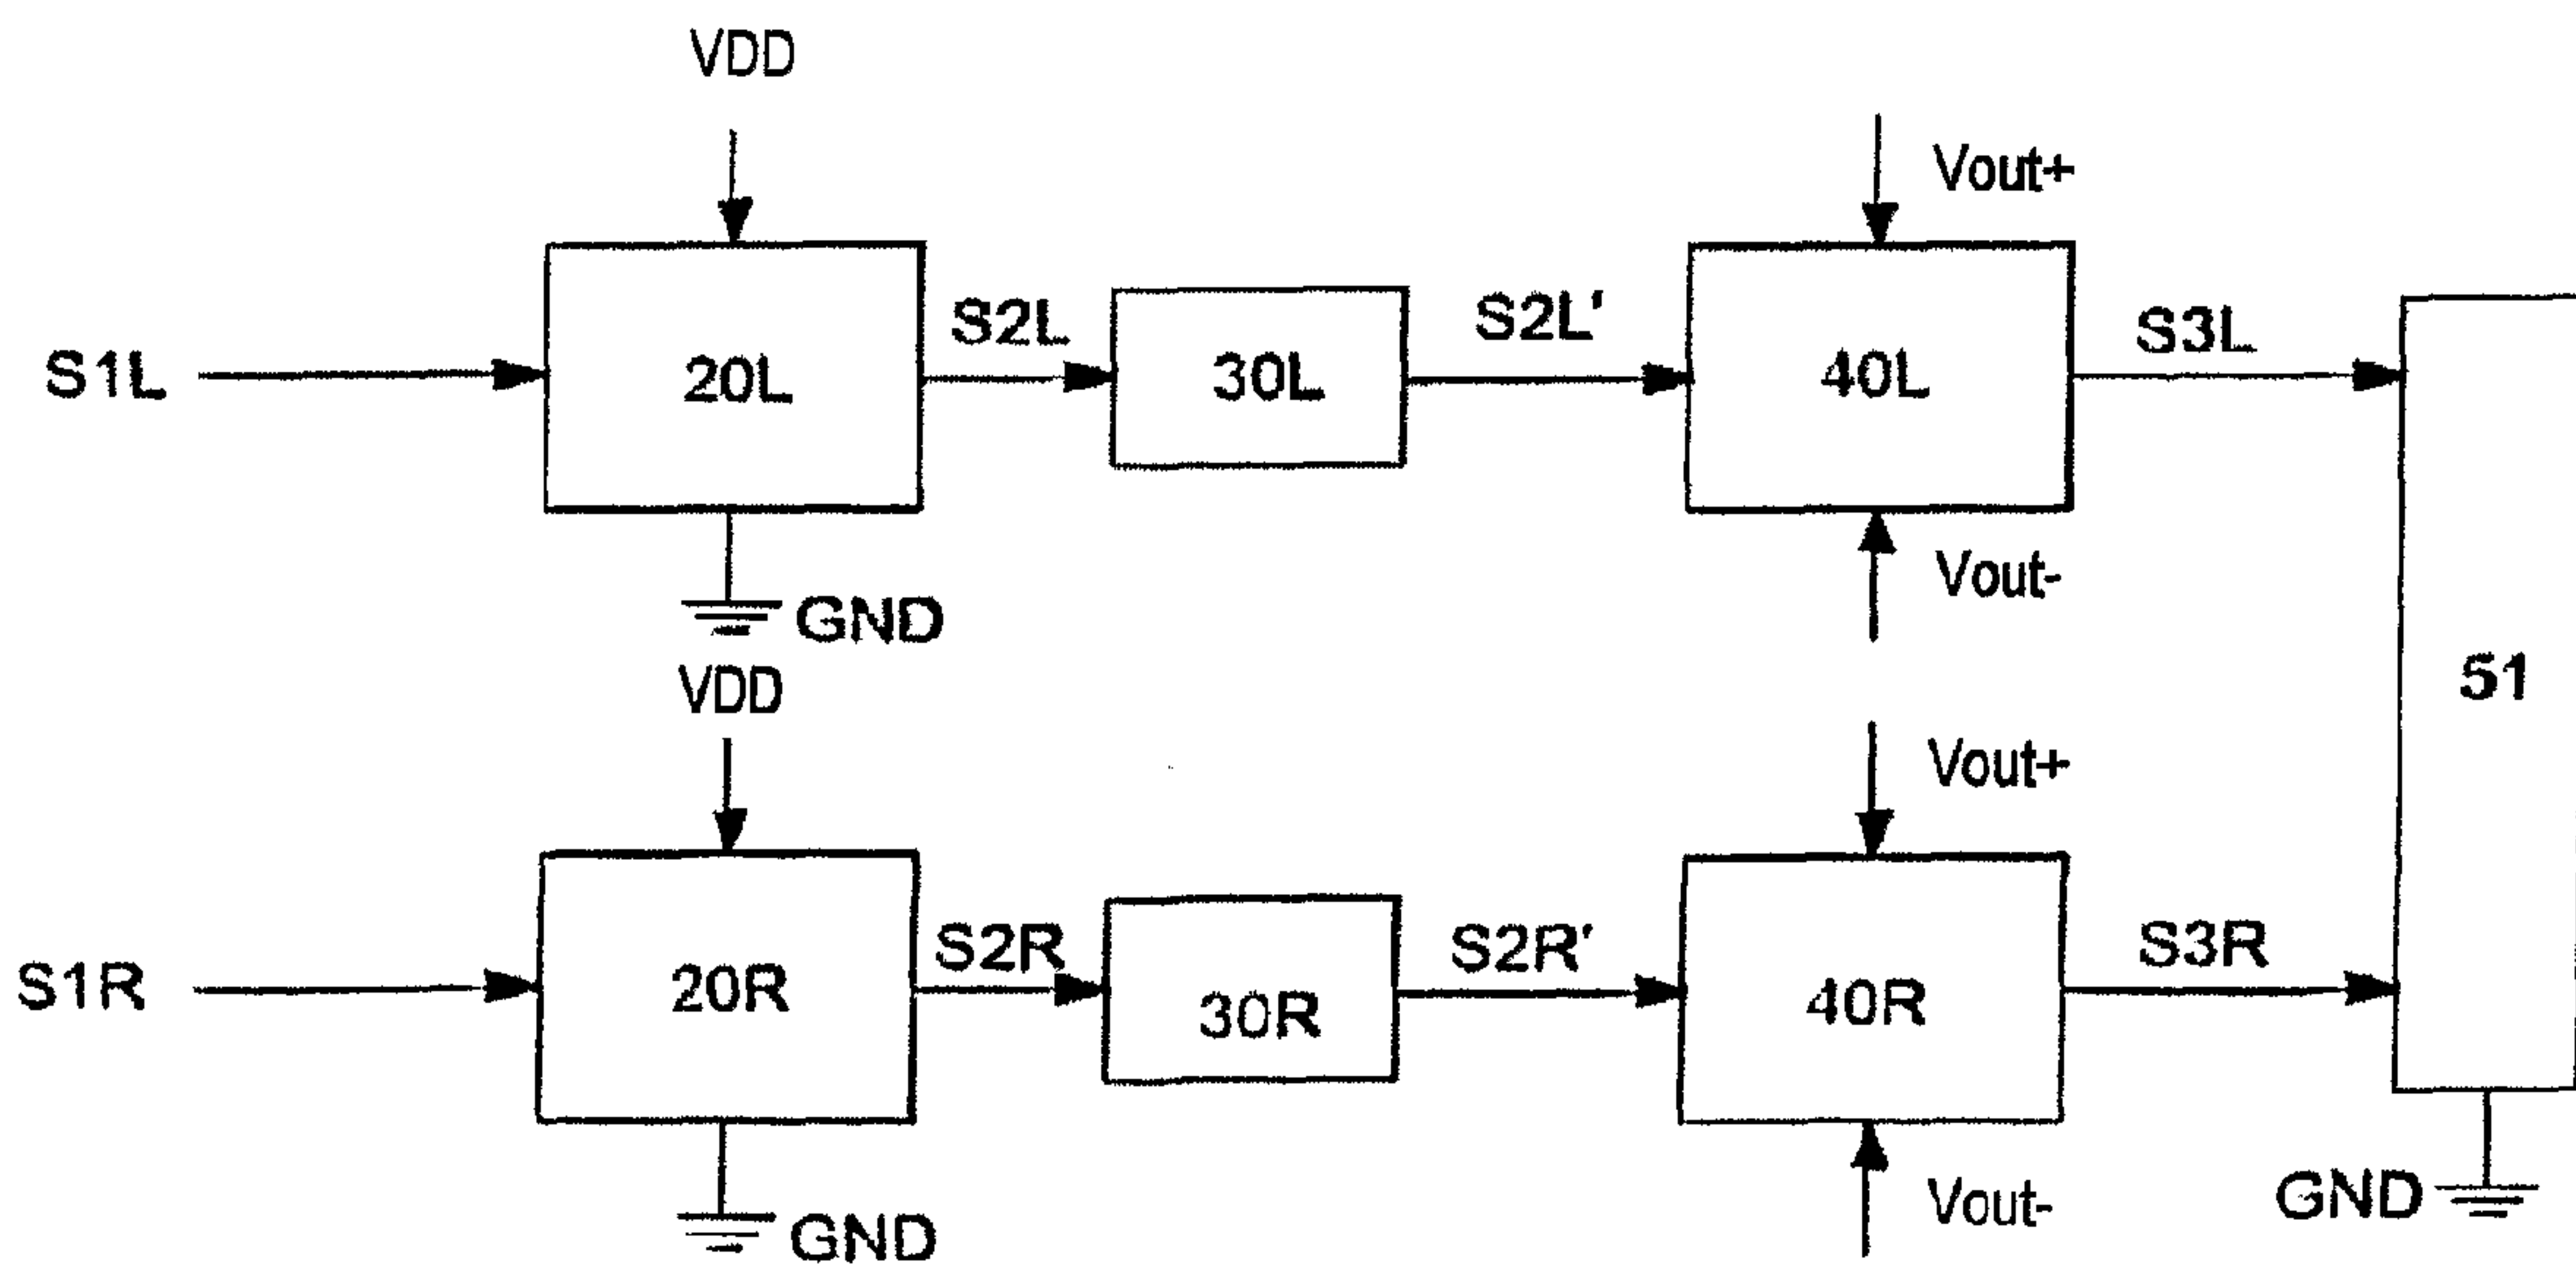 VDD
Vout+
S1L
20L
S2L
30L
S2L'
40L
S3L
Vout-
GND
VDD
51
Vout+
S1R
20R
S2R
30R
S2R'
40R
S3R
Vout-
GND
GND